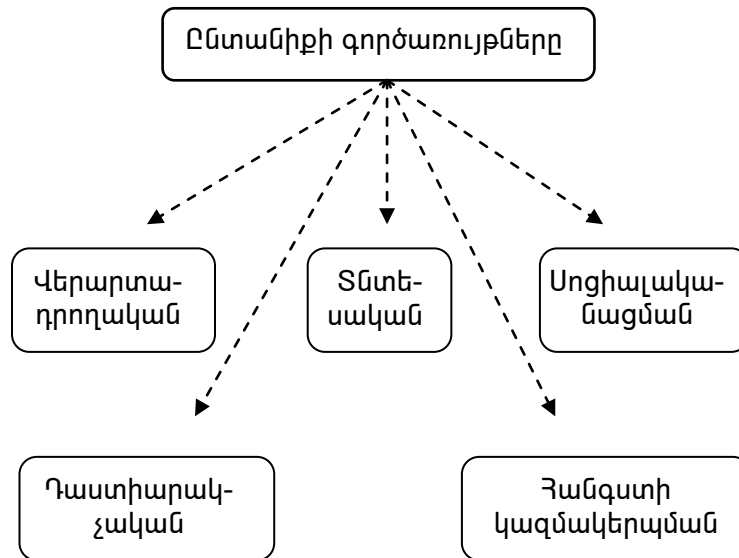 Ընտանիքի գործառույթները
Վերարտա-
դրողական
Տնտե-
սական
Սոցիալակա-
նացման
Դաստիարակ-
չական
Հանգստի
կազմակերպման